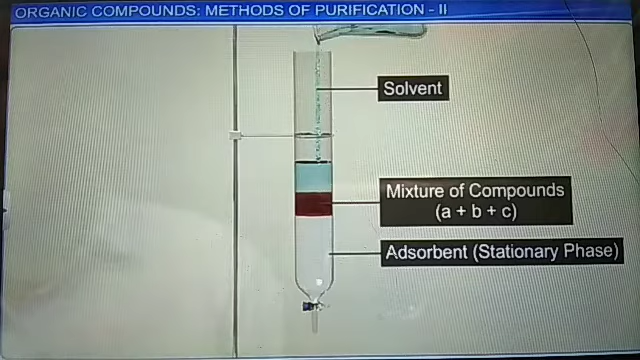 ORGANIC COMPOUNDS: METHODS OF PURIFICATION - II
Solvent
Mixture of Compounds
(a + b + c)
Adsorbent (Stationary Phase)